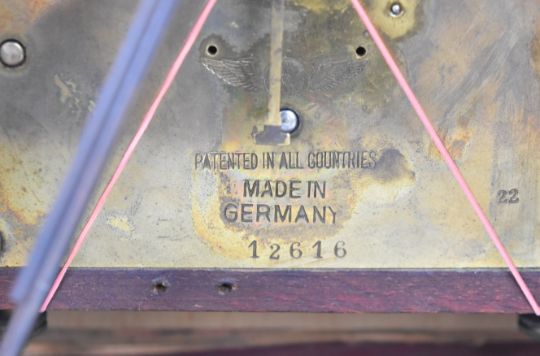 PATENTED IN ALL COUNTRIES
MADE IN
GERMANY
22
12616